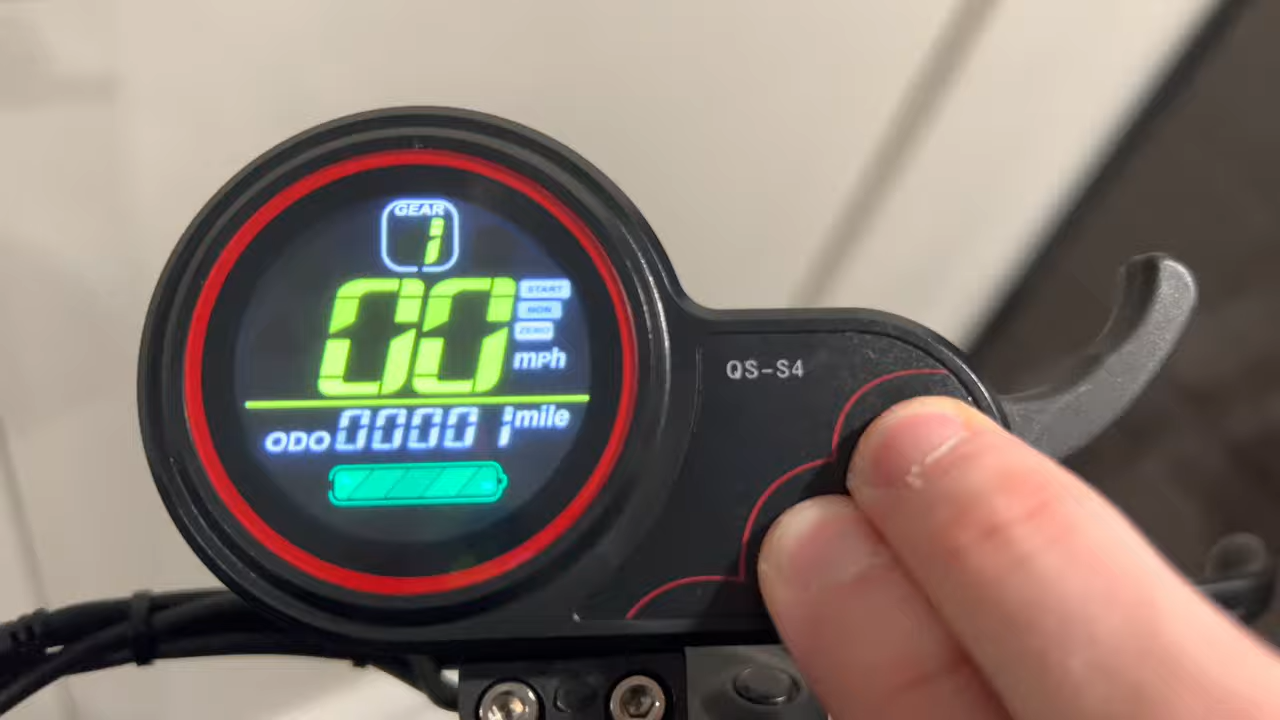 GEAR
1
00
START
NON
ZERO
mph
ODO 00001 mile
QS-S4